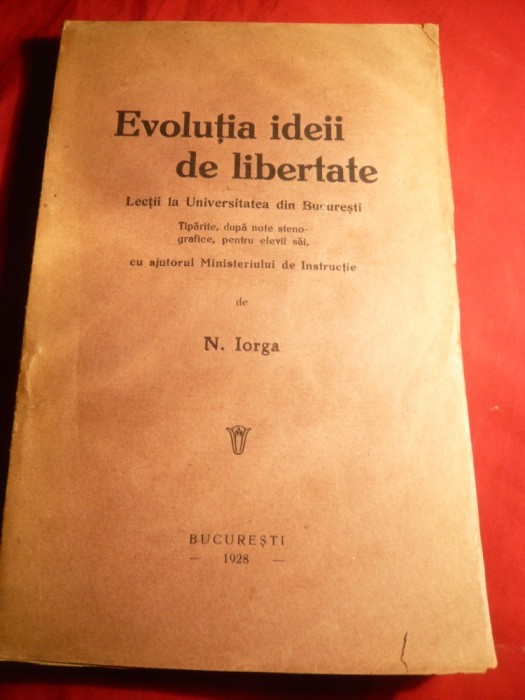 Evoluția ideii
de libertate
Lecții la Universitatea din București
Tipărite, după note steno-
grafice, pentru elevii săi,
cu ajutorul Ministeriului de Instrucție
de
N. Iorga
BUCUREȘTI
— 1928 —